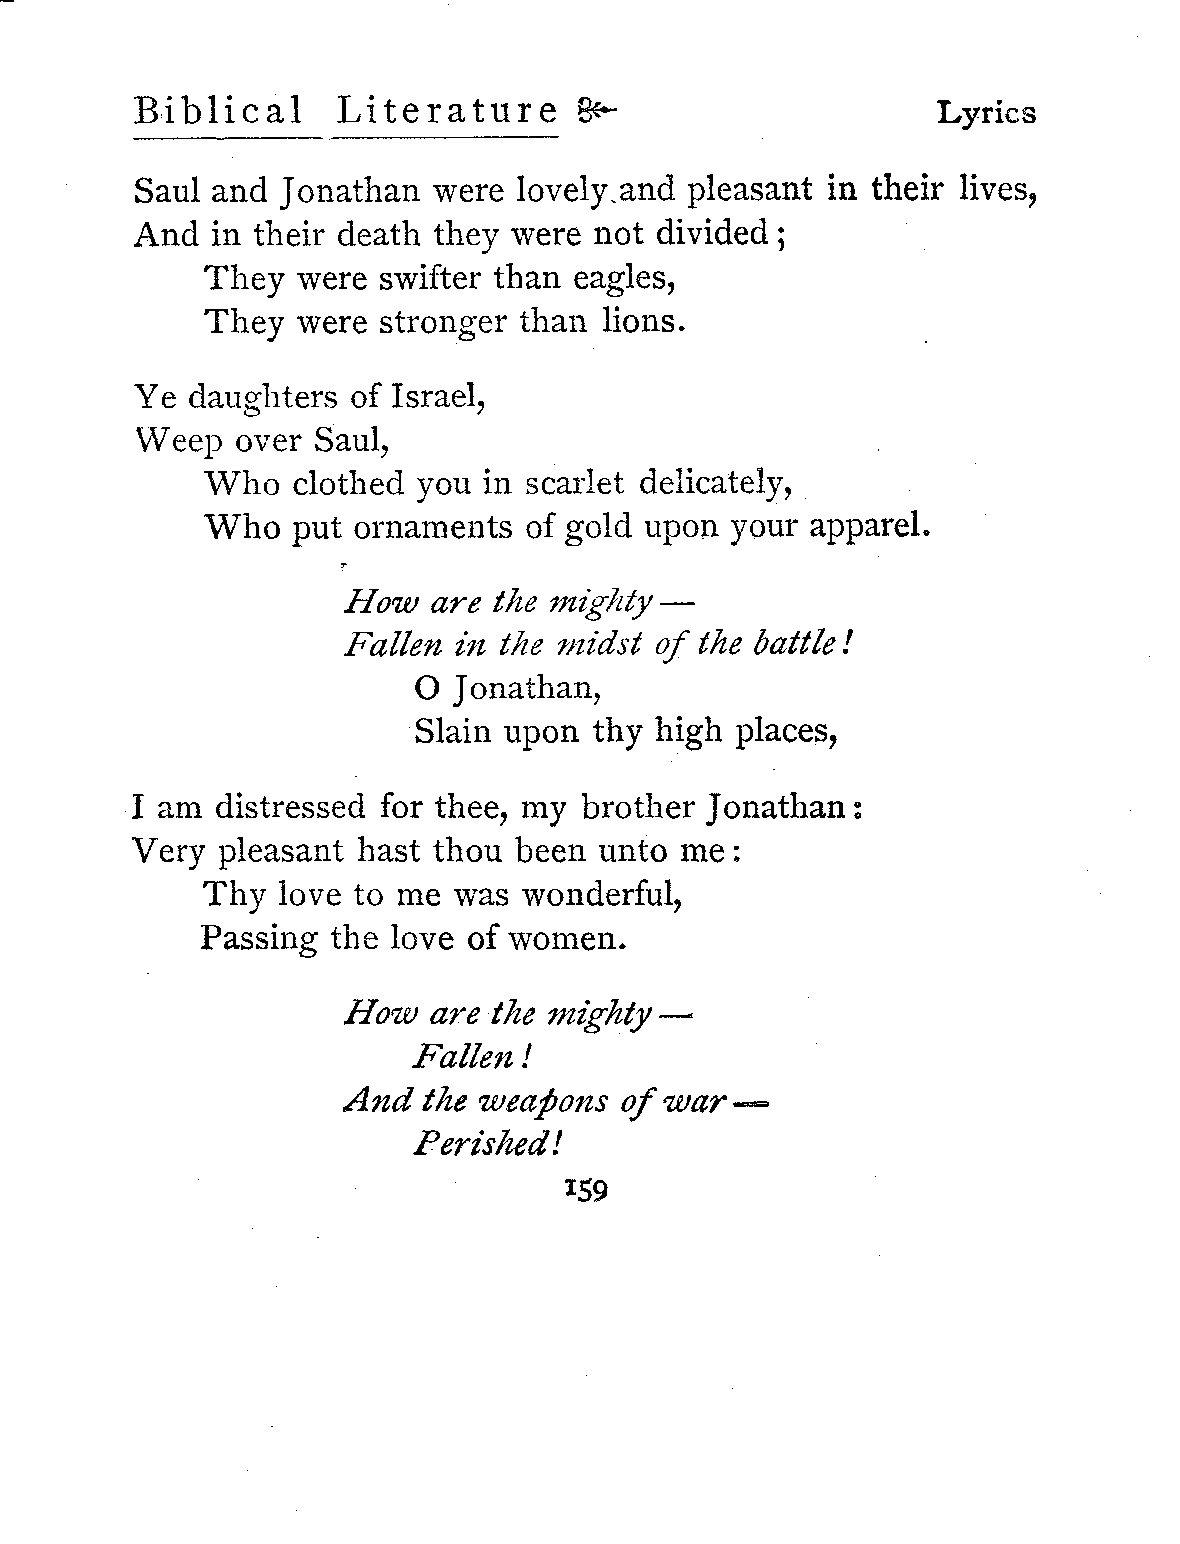 Biblical Literature Lyrics
Saul and Jonathan were lovely and pleasant in their lives,
And in their death they were not divided;
They were swifter than eagles,
They were stronger than lions.
Ye daughters of Israel,
Weep over Saul,
Who clothed you in scarlet delicately,
Who put ornaments of gold upon your apparel.
How are the mighty—
Fallen in the midst of the battle!
O Jonathan,
Slain upon thy high places,
I am distressed for thee, my brother Jonathan:
Very pleasant hast thou been unto me:
Thy love to me was wonderful,
Passing the love of women.
How are the mighty—
Fallen!
And the weapons of war—
Perished!
159